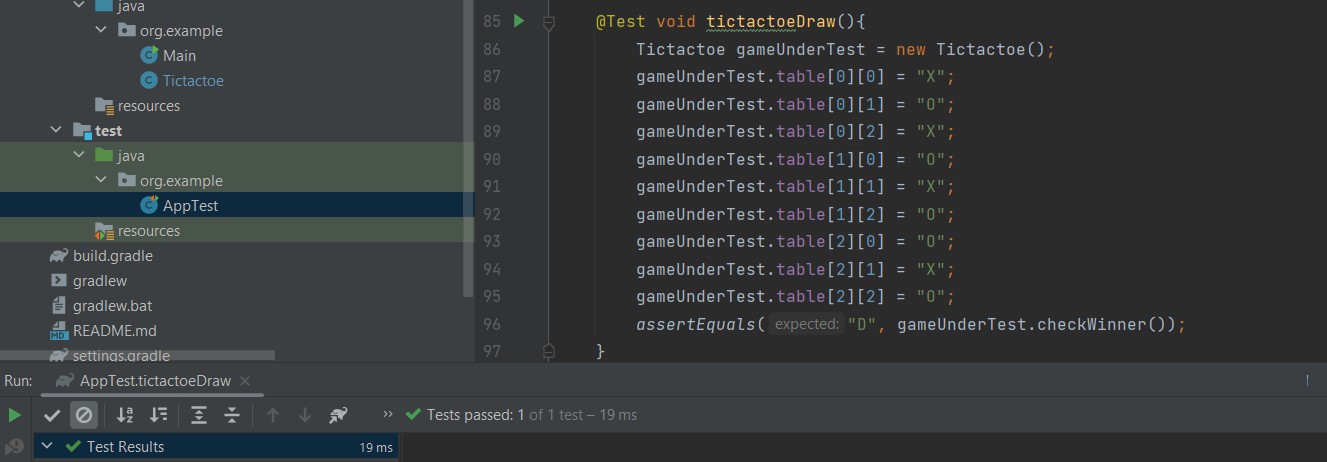 java
org.example
Main
Tictactoe
resources
test
java
org.example
AppTest
resources
build.gradle
gradlew
gradlew.bat
README.md
settings.gradle
85 @Test void tictactoeDraw(){
86 Tictactoe gameUnderTest = new Tictactoe();
87 gameUnderTest.table[0][0] = "X";
88 gameUnderTest.table[0][1] = "O";
89 gameUnderTest.table[0][2] = "X";
90 gameUnderTest.table[1][0] = "O";
91 gameUnderTest.table[1][1] = "X";
92 gameUnderTest.table[1][2] = "O";
93 gameUnderTest.table[2][0] = "O";
94 gameUnderTest.table[2][1] = "X";
95 gameUnderTest.table[2][2] = "O";
96 assertEquals( expected: "D", gameUnderTest.checkWinner());
97 }
Run: AppTest.tictactoeDraw ×
» Tests passed: 1 of 1 test – 19 ms
Test Results 19 ms